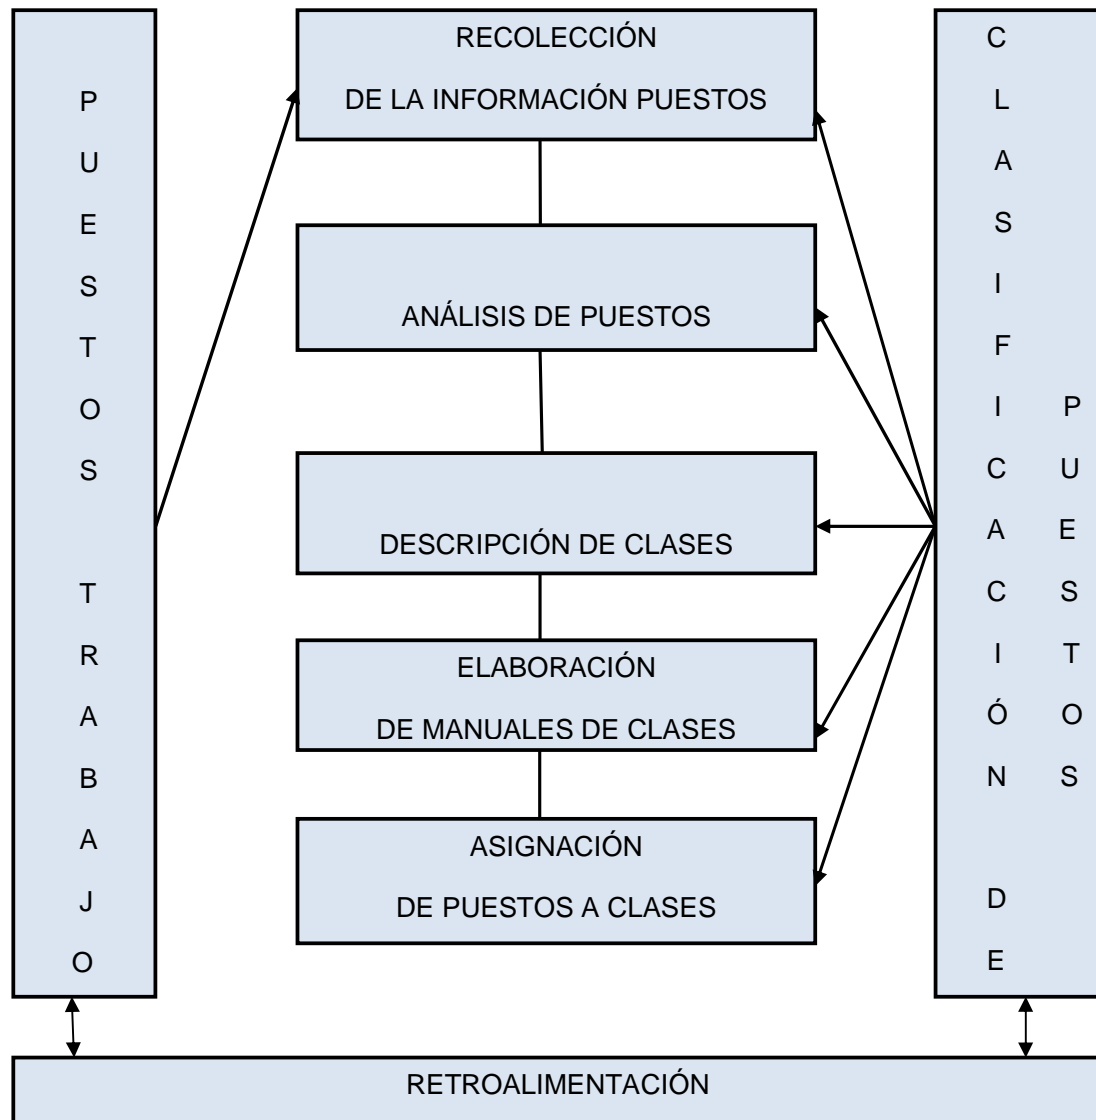 PUESTOS TRABAJO
RECOLECCIÓN
DE LA INFORMACIÓN PUESTOS
ANÁLISIS DE PUESTOS
DESCRIPCIÓN DE CLASES
ELABORACIÓN
DE MANUALES DE CLASES
ASIGNACIÓN
DE PUESTOS A CLASES
CLASIFICACIÓN DE
PUESTOS
RETROALIMENTACIÓN